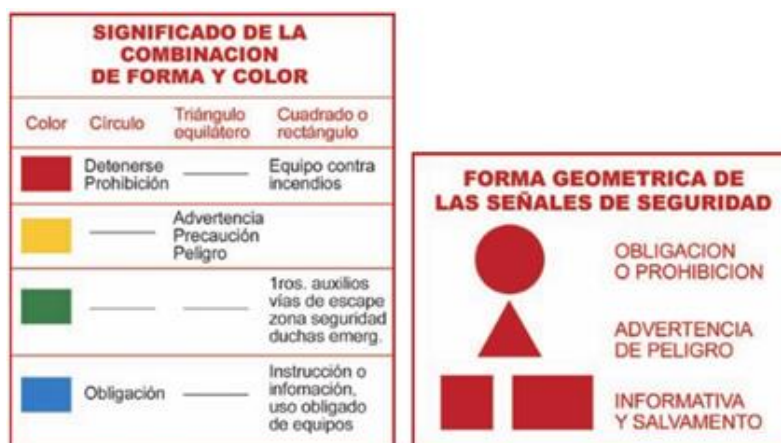 SIGNIFICADO DE LA
COMBINACION
DE FORMA Y COLOR
Color Círculo Triángulo equilátero Cuadrado o rectángulo
Detenerse
Prohibición
Equipo contra
incendios
Advertencia
Precaución
Peligro
1ros. auxilios
vías de escape
zona seguridad
duchas emerg.
Obligación
Instrucción o
infomación,
uso obligado
de equipos
FORMA GEOMETRICA DE
LAS SEÑALES DE SEGURIDAD
OBLIGACION
O PROHIBICION
ADVERTENCIA
DE PELIGRO
INFORMATIVA
Y SALVAMENTO